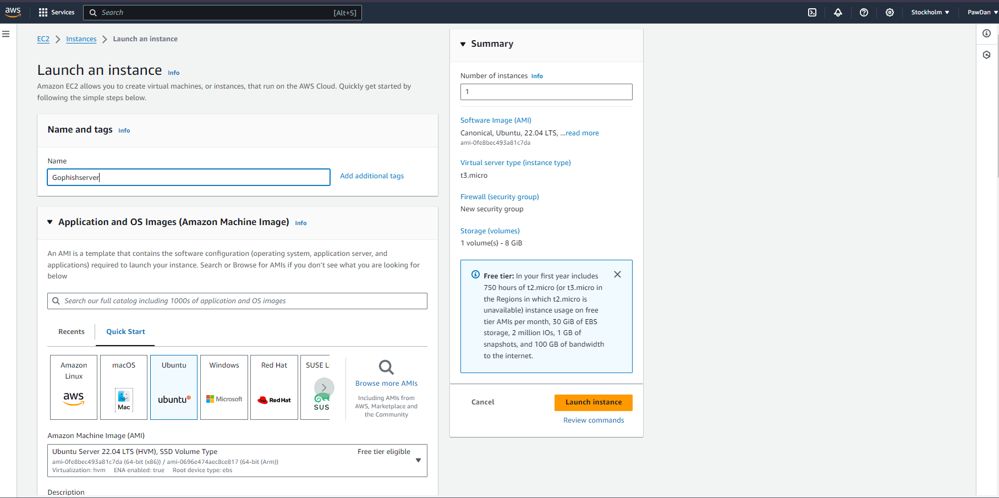 aws
Services
Search
[Alt+S]
Stockholm
PawDan
EC2
Instances
Launch an instance
Launch an instance Info
Amazon EC2 allows you to create virtual machines, or instances, that run on the AWS Cloud. Quickly get started by
following the simple steps below.
Name and tags Info
Name
Gophishserver
Add additional tags
Application and OS Images (Amazon Machine Image) Info
An AMI is a template that contains the software configuration (operating system, application server, and
applications) required to launch your instance. Search or Browse for AMIs if you don’t see what you are looking for
below
Search our full catalog including 1000s of application and OS images
Recents
Quick Start
Amazon
Linux
aws
macOS
Mac
Ubuntu
ubuntu
Windows
Microsoft
Red Hat
RedHat
SUSE L
SUS
Browse more AMIs
Including AMIs from
AWS, Marketplace and
the Community
Amazon Machine Image (AMI)
Ubuntu Server 22.04 LTS (HVM), SSD Volume Type
Free tier eligible
ami-0fe8bec493a81c7da (64-bit (x86)) / ami-0696e474aec8ce817 (64-bit (Arm))
Virtualization: hvm ENA enabled: true Root device type: ebs
Description
Summary
Number of instances Info
1
Software Image (AMI)
Canonical, Ubuntu, 22.04 LTS, ...read more
ami-0fe8bec493a81c7da
Virtual server type (instance type)
t3.micro
Firewall (security group)
New security group
Storage (volumes)
1 volume(s) - 8 GiB
Free tier: In your first year includes
750 hours of t2.micro (or t3.micro in
the Regions in which t2.micro is
unavailable) instance usage on free
tier AMIs per month, 30 GiB of EBS
storage, 2 million IOs, 1 GB of
snapshots, and 100 GB of bandwidth
to the internet.
Cancel
Launch instance
Review commands